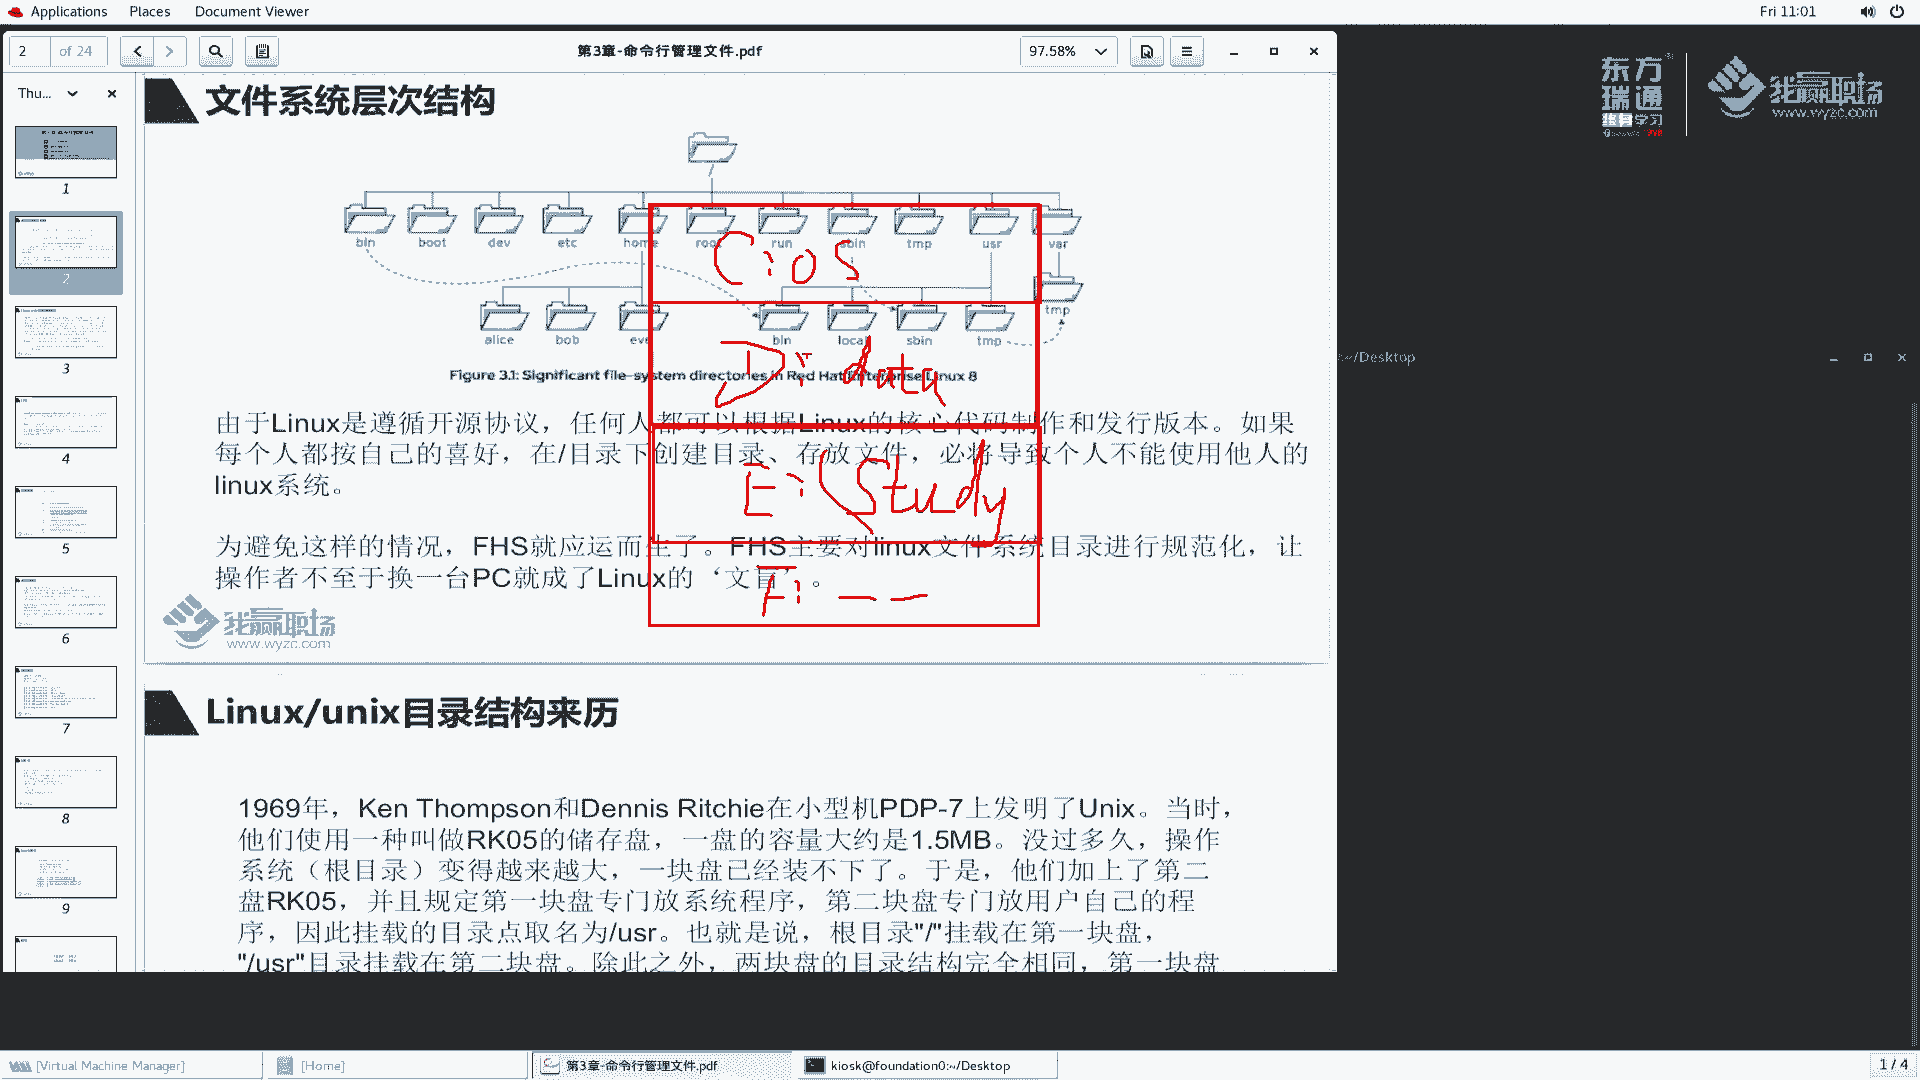 Applications Places Document Viewer Fri 11:01
2 of 24 第3章-命令行管理文件.pdf 97.58%
Thu...
1
2
3
4
5
6
7
8
9
文件系统层次结构
/
bin boot dev etc home root run sbin tmp usr var
C: OS
tmp
alice bob eve bin local sbin tmp
D: data
Figure 3.1: Significant file-system directories in Red Hat Enterprise Linux 8
由于Linux是遵循开源协议，任何人都可以根据Linux的核心代码制作和发行版本。如果
每个人都按自己的喜好，在/目录下创建目录、存放文件，必将导致个人不能使用他人的
linux系统。
E: Study
为避免这样的情况，FHS就应运而生了。FHS主要对linux文件系统目录进行规范化，让
操作者不至于换一台PC就成了Linux的‘文盲’。
F: — —
我赢职场
www.wyzc.com
Linux/unix目录结构来历
1969年，Ken Thompson和Dennis Ritchie在小型机PDP-7上发明了Unix。当时，
他们使用一种叫做RK05的储存盘，一盘的容量大约是1.5MB。没过多久，操作
系统（根目录）变得越来越大，一块盘已经装不下了。于是，他们加上了第二
盘RK05，并且规定第一块盘专门放系统程序，第二块盘专门放用户自己的程
序，因此挂载的目录点取名为/usr。也就是说，根目录"/"挂载在第一块盘，
"/usr"目录挂载在第二块盘。除此之外，两块盘的目录结构完全相同，第一块盘
东方
瑞通
终身学习
我赢职场
www.wyzc.com
:~/Desktop
[Virtual Machine Manager] [Home] 第3章-命令行管理文件.pdf kiosk@foundation0:~/Desktop 1 / 4